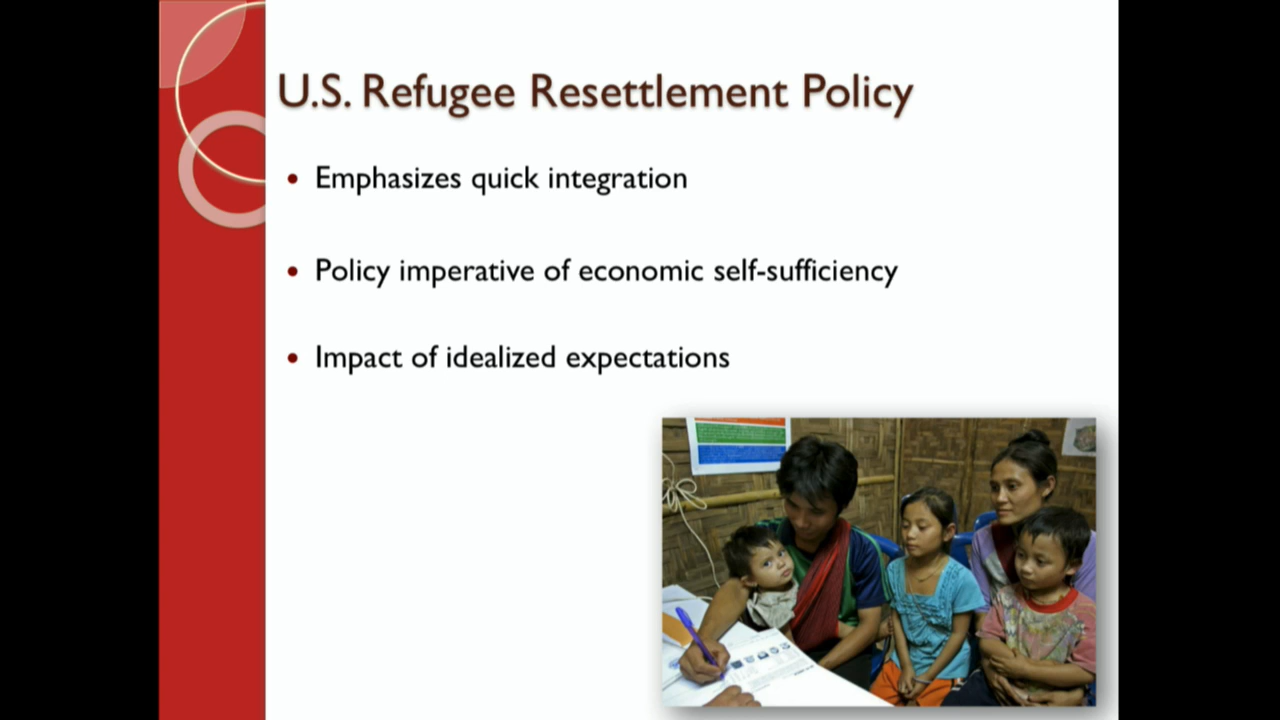 U.S. Refugee Resettlement Policy
• Emphasizes quick integration
• Policy imperative of economic self-sufficiency
• Impact of idealized expectations